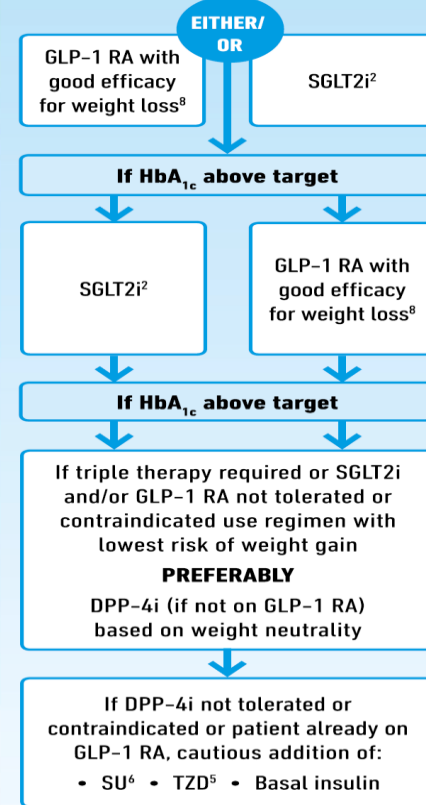 EITHER/
OR
GLP-1 RA with
good efficacy
for weight loss⁸
SGLT2i²
If HbA₁c above target
SGLT2i²
GLP-1 RA with
good efficacy
for weight loss⁸
If HbA₁c above target
If triple therapy required or SGLT2i
and/or GLP-1 RA not tolerated or
contraindicated use regimen with
lowest risk of weight gain
PREFERABLY
DPP-4i (if not on GLP-1 RA)
based on weight neutrality
If DPP-4i not tolerated or
contraindicated or patient already on
GLP-1 RA, cautious addition of:
• SU⁶ • TZD⁵ • Basal insulin